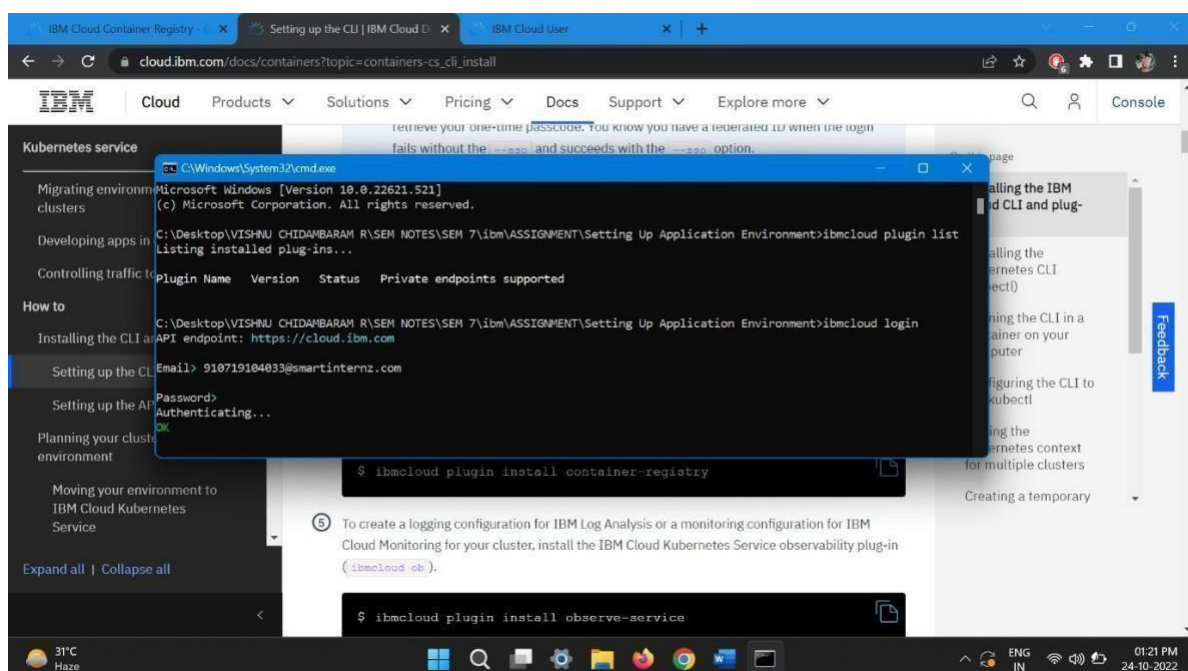 IBM Cloud Container Registry - C
Setting up the CLI | IBM Cloud D
IBM Cloud User
cloud.ibm.com/docs/containers?topic=containers-cs_cli_install
IBM Cloud Products Solutions Pricing Docs Support Explore more Console
retrieve your one-time passcode. You know you have a federated ID when the login
fails without the --sso and succeeds with the --sso option.
Kubernetes service
Migrating environm
clusters
Developing apps in
Controlling traffic to
How to
Installing the CLI a
Setting up the CL
Setting up the AP
Planning your clust
environment
Moving your environment to
IBM Cloud Kubernetes
Service
Expand all | Collapse all
C:\Windows\System32\cmd.exe
Microsoft Windows [Version 10.0.22621.521]
(c) Microsoft Corporation. All rights reserved.
C:\Desktop\VISHNU CHIDAMBARAM R\SEM NOTES\SEM 7\ibm\ASSIGNMENT\Setting Up Application Environment>ibmcloud plugin list
Listing installed plug-ins...
Plugin Name Version Status Private endpoints supported
C:\Desktop\VISHNU CHIDAMBARAM R\SEM NOTES\SEM 7\ibm\ASSIGNMENT\Setting Up Application Environment>ibmcloud login
API endpoint: https://cloud.ibm.com
Email> 910719104033@smartinternz.com
Password>
Authenticating...
OK
$ ibmcloud plugin install container-registry
5 To create a logging configuration for IBM Log Analysis or a monitoring configuration for IBM
Cloud Monitoring for your cluster, install the IBM Cloud Kubernetes Service observability plug-in
( ibmcloud ob ).
$ ibmcloud plugin install observe-service
page
alling the IBM
d CLI and plug-
alling the
ernetes CLI
ectl)
ning the CLI in a
ainer on your
puter
figuring the CLI to
kubectl
ing the
ernetes context
for multiple clusters
Creating a temporary
Feedback
31°C
Haze
ENG
IN
01:21 PM
24-10-2022